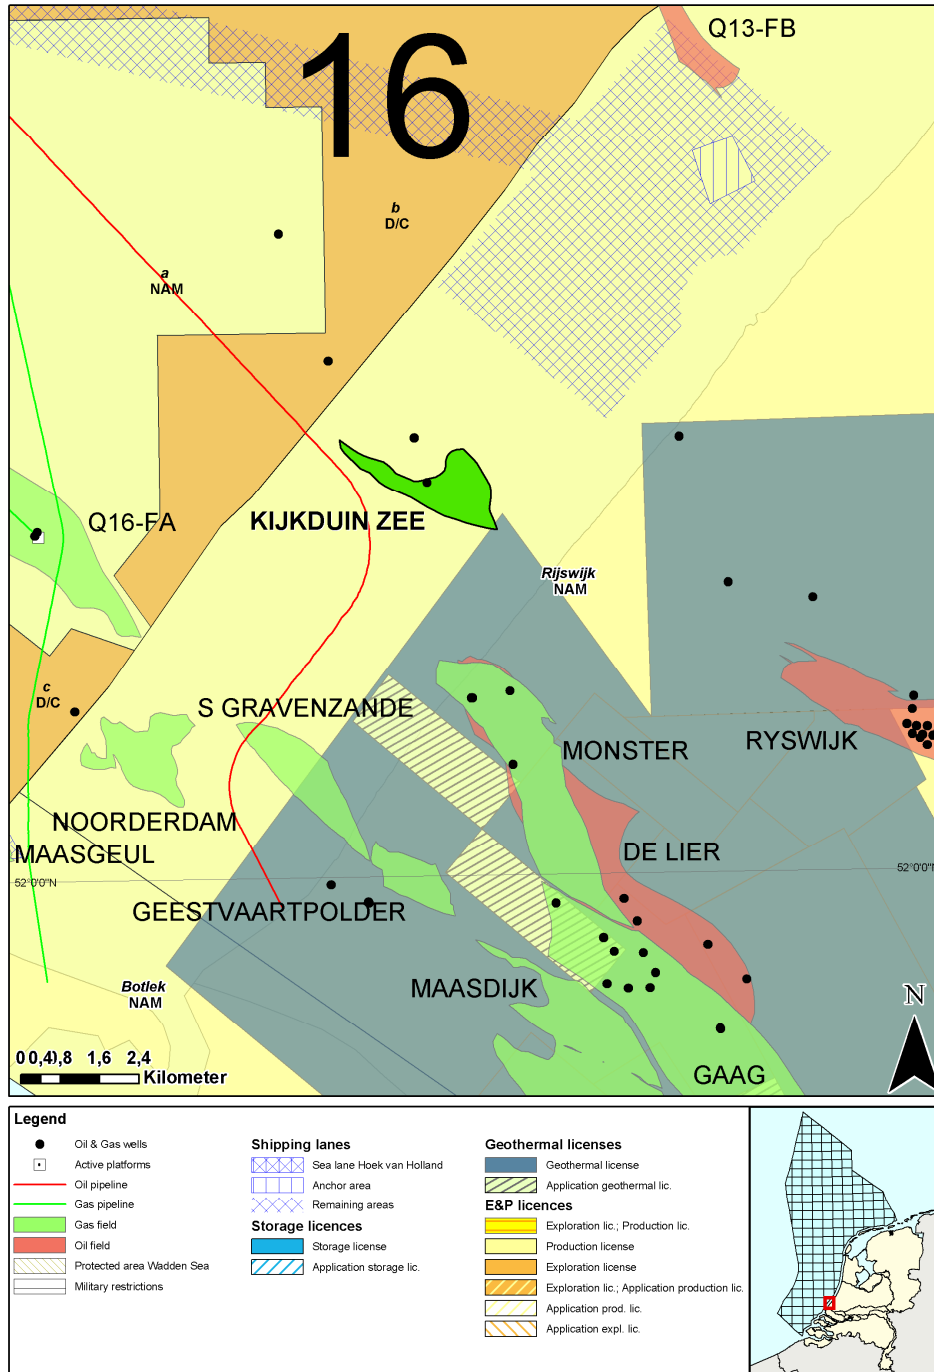 16
Q13-FB
b
D/C
a
NAM
Q16-FA
KIJKDUIN ZEE
Rijswijk
NAM
c
D/C
S GRAVENZANDE
MONSTER
RYSWIJK
NOORDERDAM
MAASGEUL
DE LIER
52°0'0"N
52°0'0"N
GEESTVAARTPOLDER
MAASDIJK
Botlek
NAM
N
GAAG
0 0,4 0,8 1,6 2,4
Kilometer
Legend
Oil & Gas wells
Active platforms
Oil pipeline
Gas pipeline
Gas field
Oil field
Protected area Wadden Sea
Military restrictions
Shipping lanes
Sea lane Hoek van Holland
Anchor area
Remaining areas
Storage licences
Storage license
Application storage lic.
Geothermal licenses
Geothermal license
Application geothermal lic.
E&P licences
Exploration lic.; Production lic.
Production license
Exploration license
Exploration lic.; Application production lic.
Application prod. lic.
Application expl. lic.